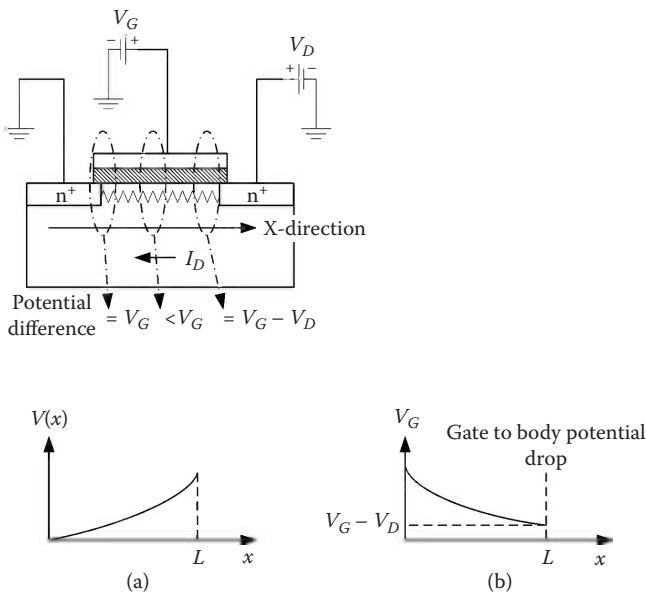 V_G
− +
V_D
+ −
n⁺ n⁺
X-direction
I_D
Potential difference = V_G < V_G = V_G − V_D
V(x)
L x
(a)
V_G
Gate to body potential
drop
V_G − V_D
L x
(b)